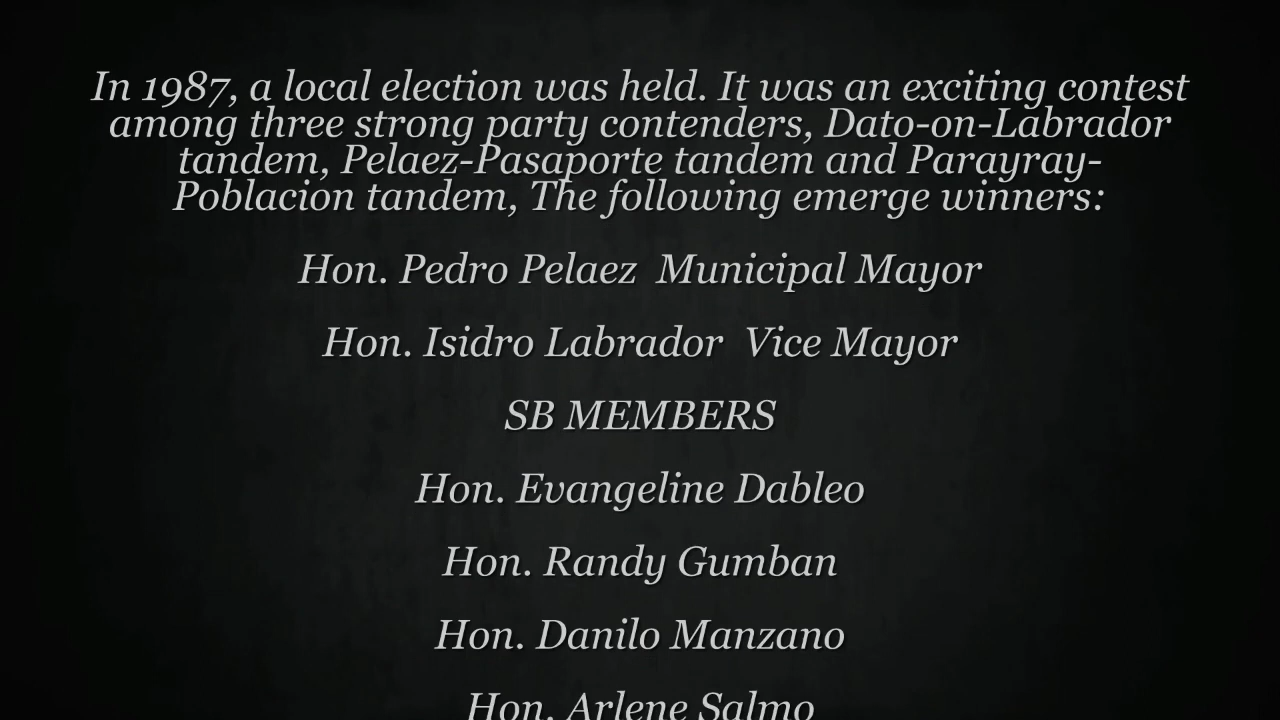 In 1987, a local election was held. It was an exciting contest
among three strong party contenders, Dato-on-Labrador
tandem, Pelaez-Pasaporte tandem and Parayray-
Poblacion tandem, The following emerge winners:
Hon. Pedro Pelaez  Municipal Mayor
Hon. Isidro Labrador  Vice Mayor
SB MEMBERS
Hon. Evangeline Dableo
Hon. Randy Gumban
Hon. Danilo Manzano
Hon. Arlene Salmo